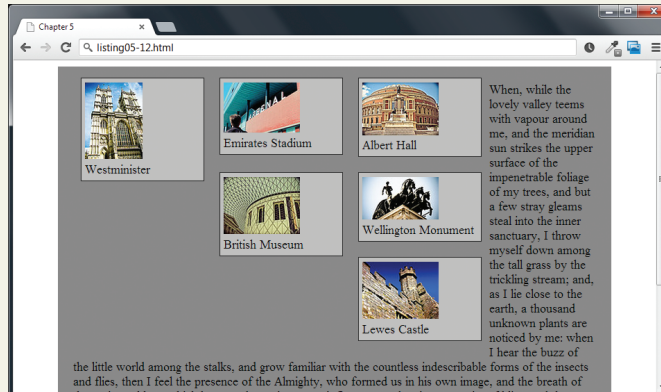 Chapter 5
listing05-12.html
Westminister
ARSENAL
Emirates Stadium
Albert Hall
British Museum
Wellington Monument
Lewes Castle
When, while the
lovely valley teems
with vapour around
me, and the meridian
sun strikes the upper
surface of the
impenetrable foliage
of my trees, and but
a few stray gleams
steal into the inner
sanctuary, I throw
myself down among
the tall grass by the
trickling stream; and,
as I lie close to the
earth, a thousand
unknown plants are
noticed by me: when
I hear the buzz of
the little world among the stalks, and grow familiar with the countless indescribable forms of the insects
and flies, then I feel the presence of the Almighty, who formed us in his own image, and the breath of